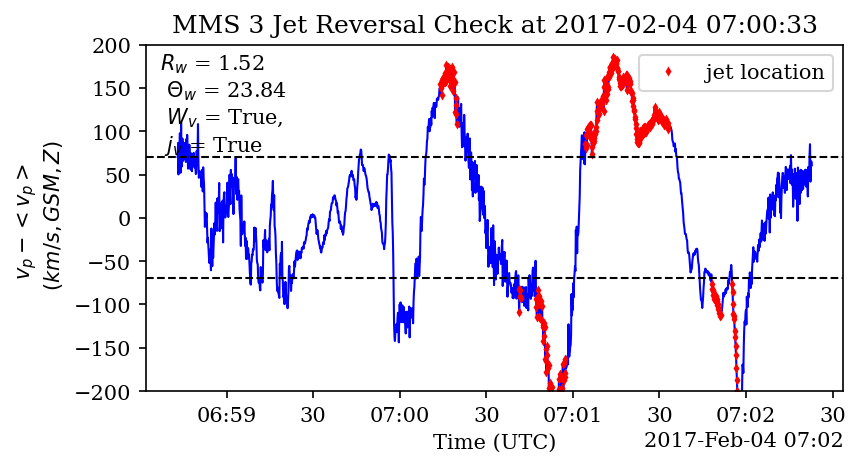 MMS 3 Jet Reversal Check at 2017-02-04 07:00:33
R_w = 1.52
Θ_w = 23.84
W_v = True,
j_v = True
jet location
v_p − < v_p >
(km/s, GSM, Z)
200
150
100
50
0
−50
−100
−150
−200
06:59
30
07:00
30
07:01
30
07:02
30
Time (UTC)
2017-Feb-04 07:02